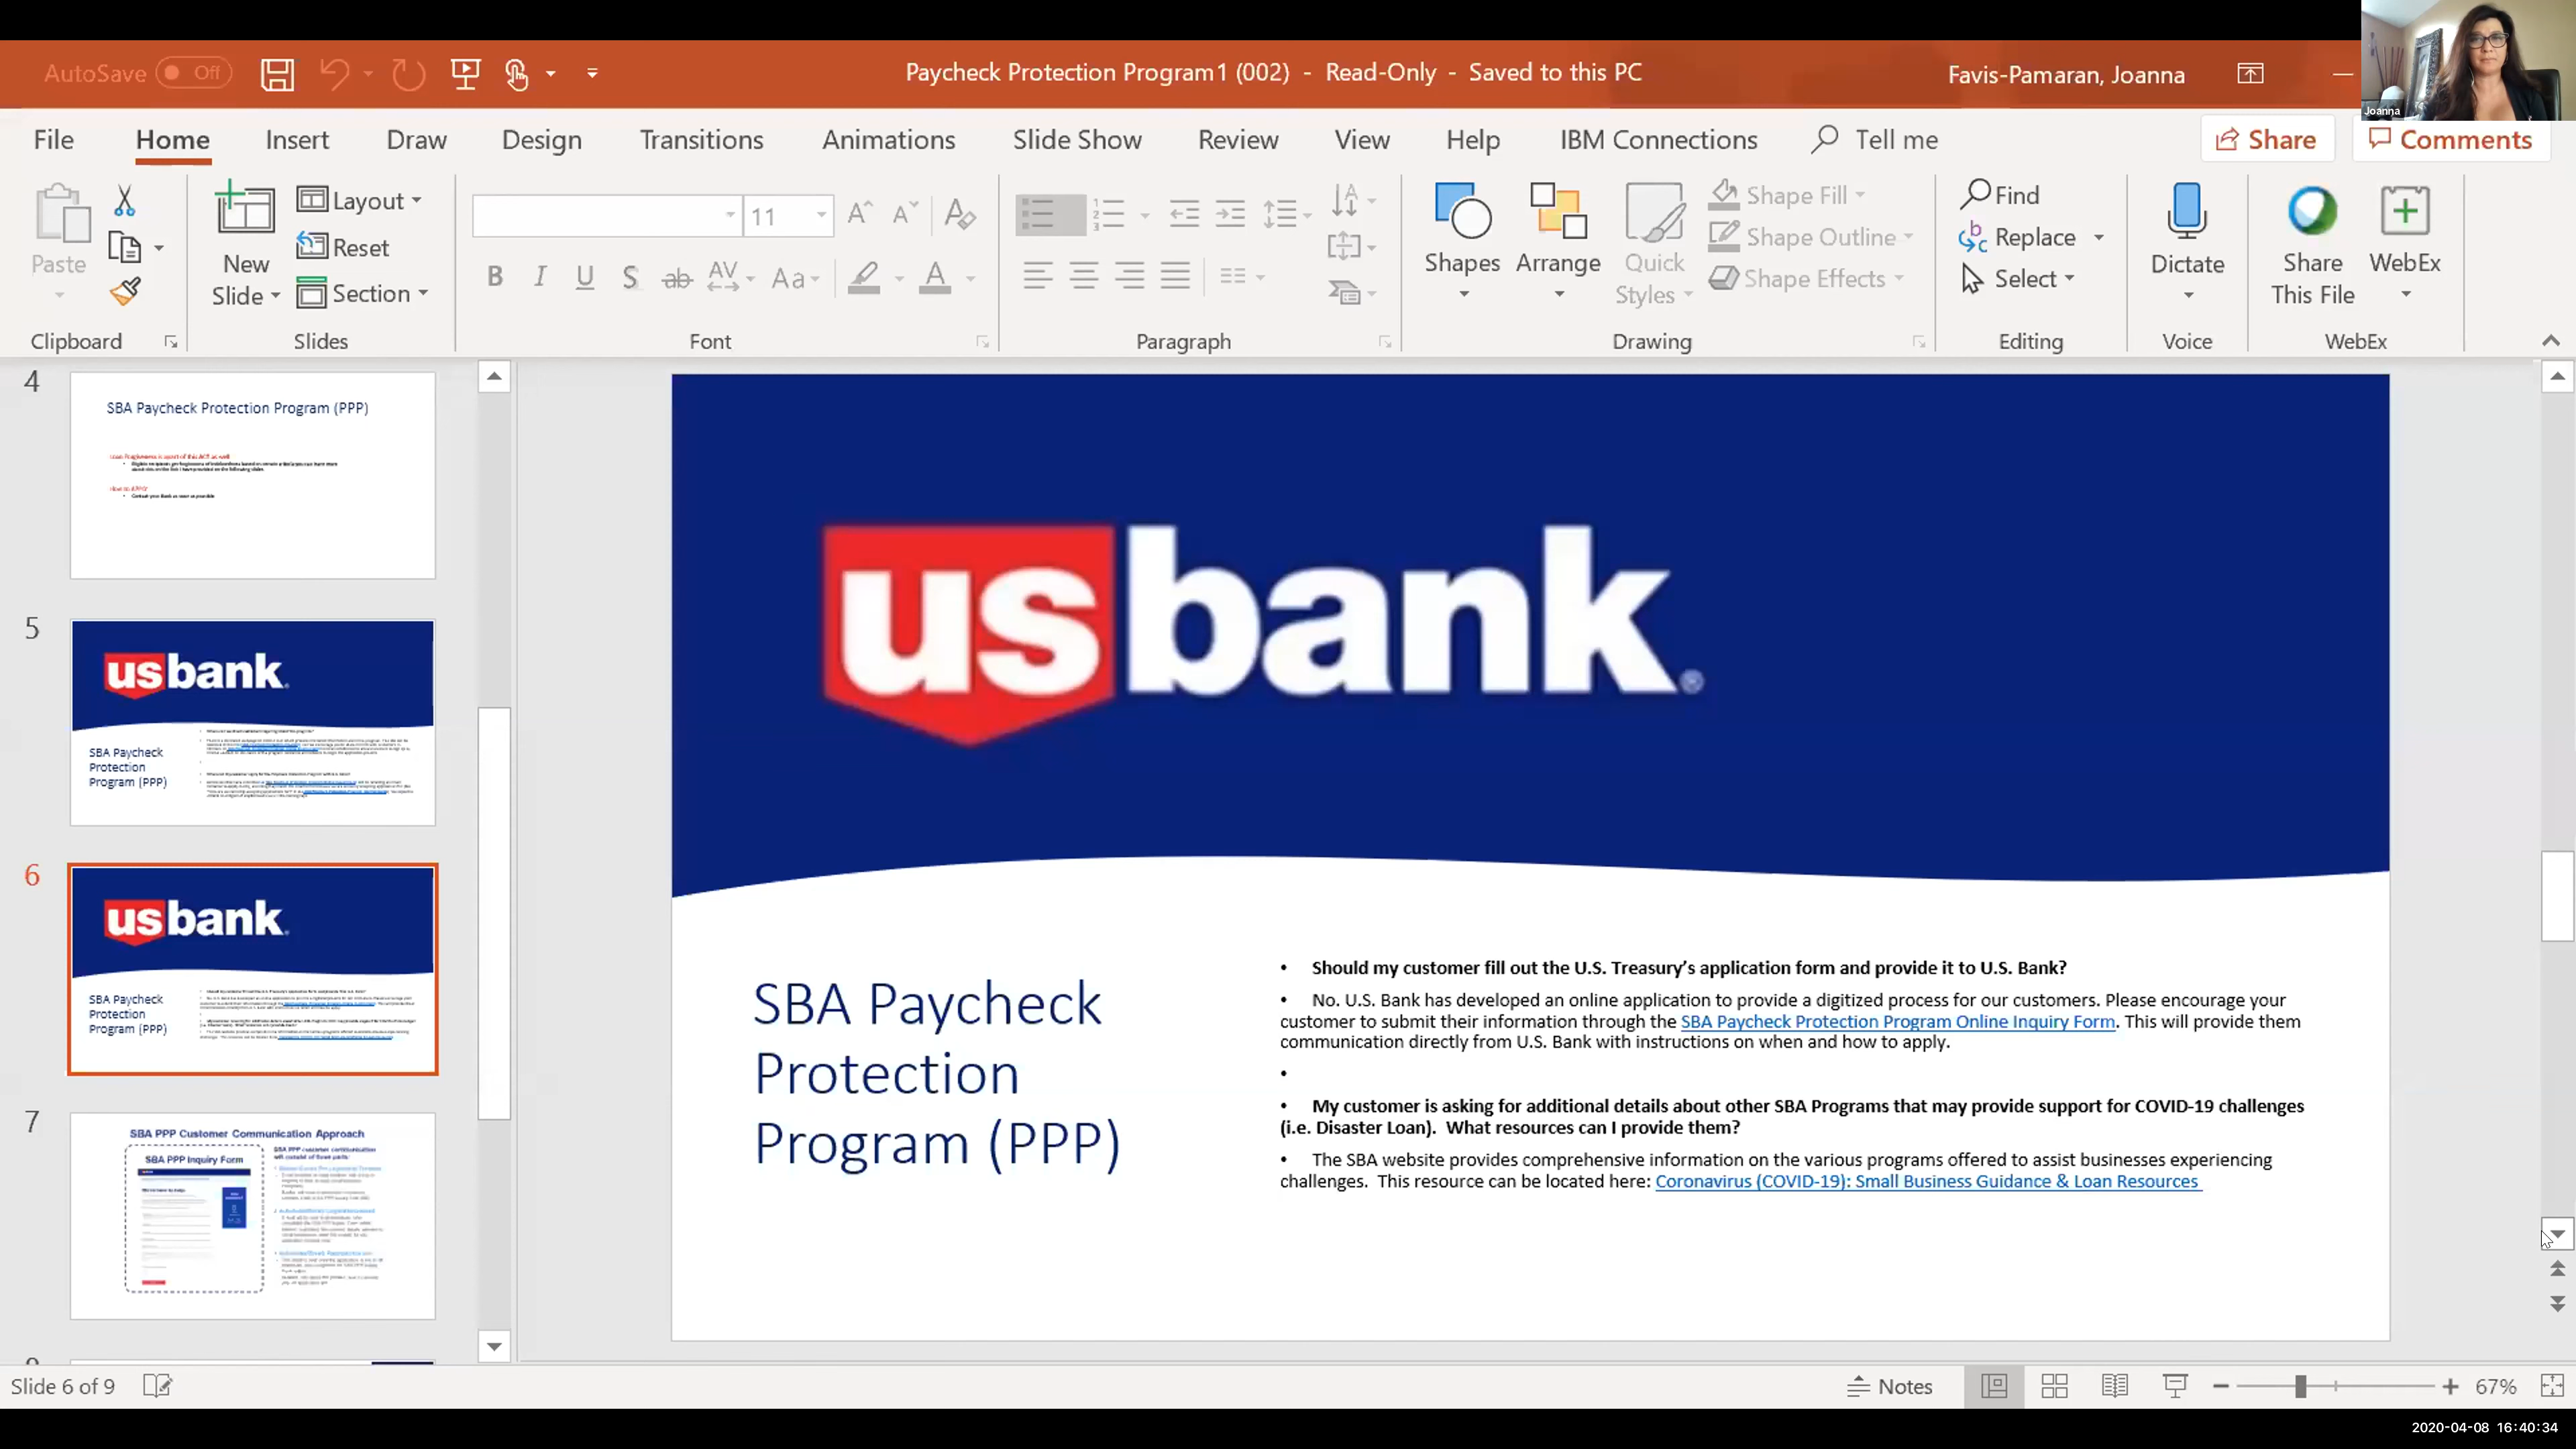 AutoSave Off
Paycheck Protection Program1 (002) - Read-Only - Saved to this PC
Favis-Pamaran, Joanna
Joanna
File Home Insert Draw Design Transitions Animations Slide Show Review View Help IBM Connections Tell me
Share Comments
Paste
New Slide
Layout
Reset
Section
11
B I U S ab AV Aa A
Shapes Arrange Quick Styles
Shape Fill
Shape Outline
Shape Effects
Find
Replace
Select
Dictate
Share This File
WebEx
Clipboard Slides Font Paragraph Drawing Editing Voice WebEx
4
SBA Paycheck Protection Program (PPP)
5
usbank
SBA Paycheck
Protection
Program (PPP)
6
usbank
SBA Paycheck
Protection
Program (PPP)
7
SBA PPP Customer Communication Approach
SBA PPP Inquiry Form
usbank®
SBA Paycheck
Protection
Program (PPP)
• Should my customer fill out the U.S. Treasury’s application form and provide it to U.S. Bank?
• No. U.S. Bank has developed an online application to provide a digitized process for our customers. Please encourage your
customer to submit their information through the SBA Paycheck Protection Program Online Inquiry Form. This will provide them
communication directly from U.S. Bank with instructions on when and how to apply.
•
• My customer is asking for additional details about other SBA Programs that may provide support for COVID-19 challenges
(i.e. Disaster Loan). What resources can I provide them?
• The SBA website provides comprehensive information on the various programs offered to assist businesses experiencing
challenges. This resource can be located here: Coronavirus (COVID-19): Small Business Guidance & Loan Resources
Slide 6 of 9
Notes
67%
2020-04-08 16:40:34